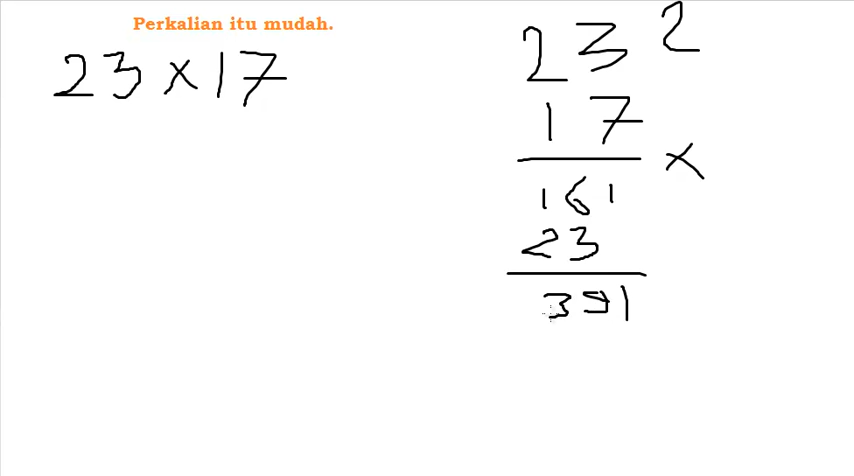 Perkalian itu mudah.
23 x 17
23 2
17
x
161
23
391